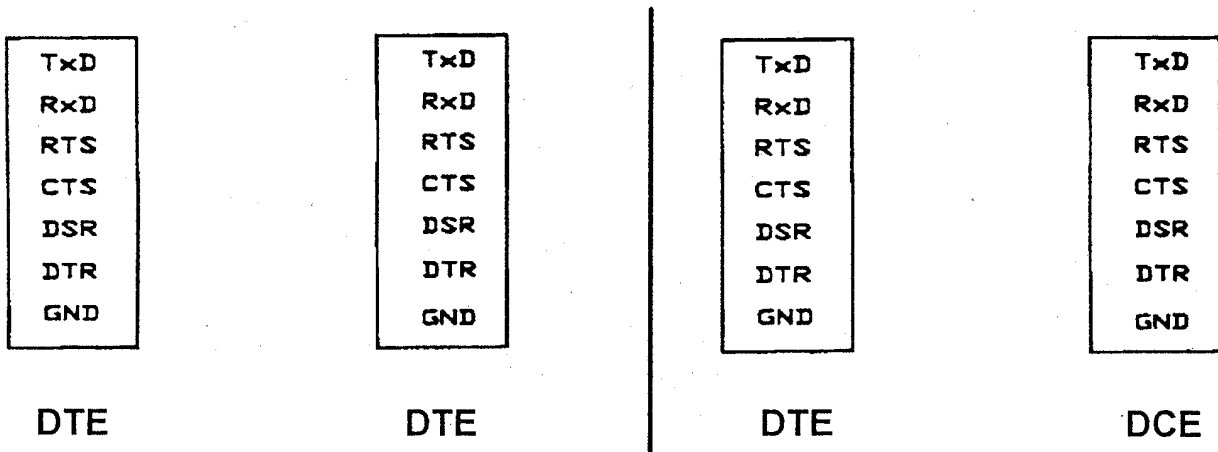 TxD
RxD
RTS
CTS
DSR
DTR
GND
DTE
TxD
RxD
RTS
CTS
DSR
DTR
GND
DTE
TxD
RxD
RTS
CTS
DSR
DTR
GND
DTE
TxD
RxD
RTS
CTS
DSR
DTR
GND
DCE